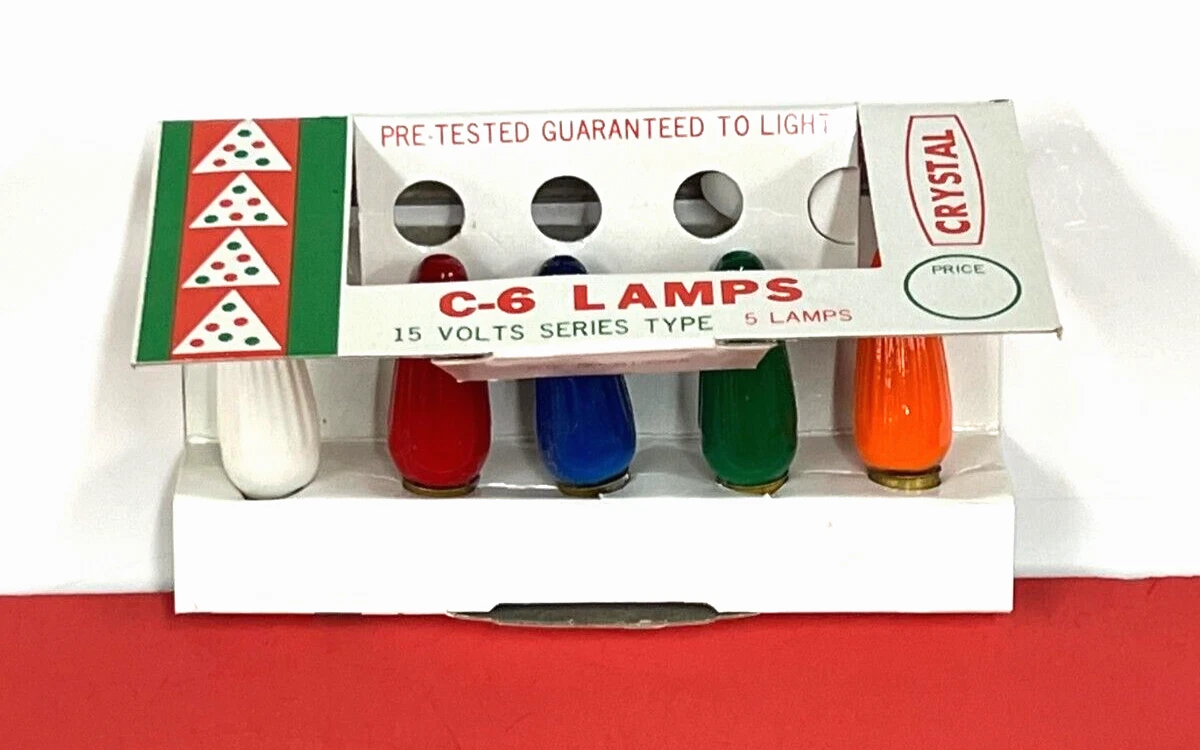 PRE-TESTED GUARANTEED TO LIGHT
CRYSTAL
PRICE
C-6 LAMPS
15 VOLTS SERIES TYPE 5 LAMPS